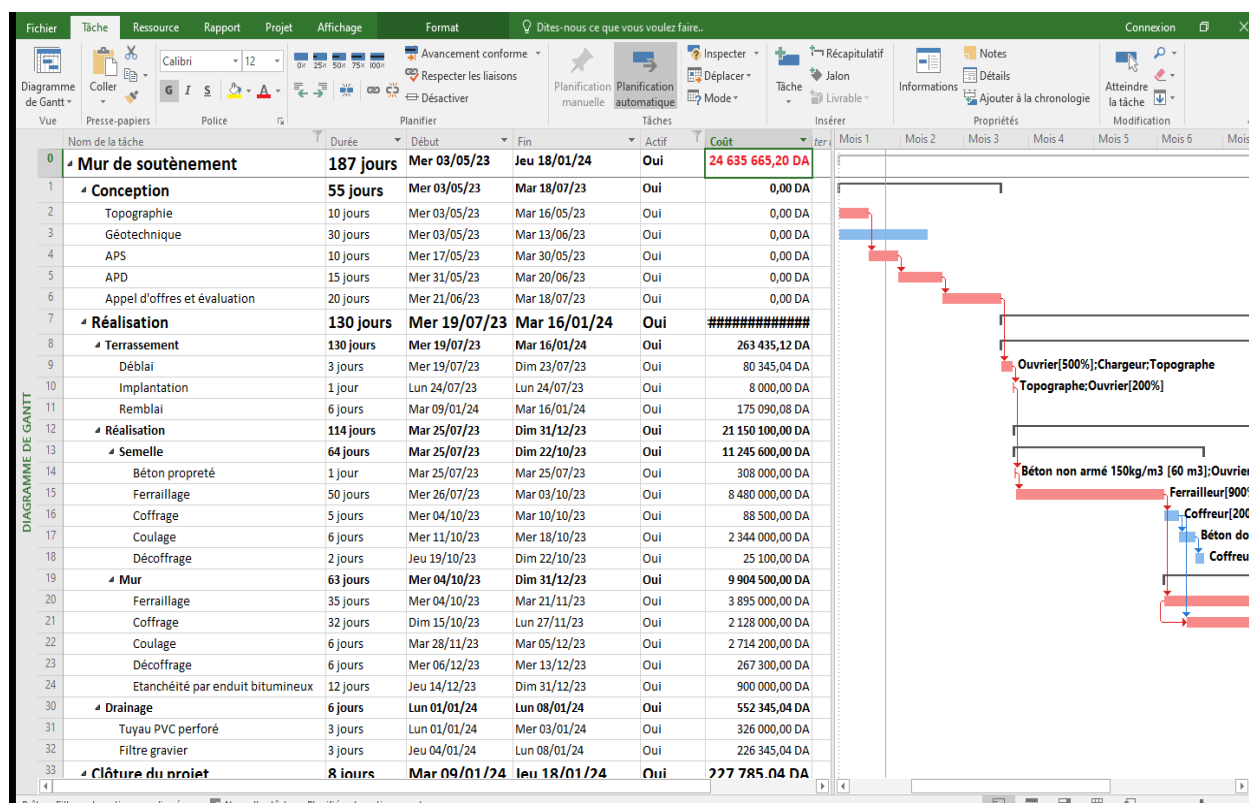 Fichier Tâche Ressource Rapport Projet Affichage Format Dites-nous ce que vous voulez faire.. Connexion
Diagramme de Gantt
Coller
Calibri 12
G I S
0× 25× 50× 75× 100×
Avancement conforme
Respecter les liaisons
Désactiver
Planification manuelle
Planification automatique
Inspecter
Déplacer
Mode
Tâche
Récapitulatif
Jalon
Livrable
Informations
Notes
Détails
Ajouter à la chronologie
Atteindre la tâche
Vue Presse-papiers Police Planifier Tâches Insérer Propriétés Modification
Nom de la tâche Durée Début Fin Actif Coût Mois 1 Mois 2 Mois 3 Mois 4 Mois 5 Mois 6 Mois
0 Mur de soutènement 187 jours Mer 03/05/23 Jeu 18/01/24 Oui 24 635 665,20 DA
1 Conception 55 jours Mer 03/05/23 Mar 18/07/23 Oui 0,00 DA
2 Topographie 10 jours Mer 03/05/23 Mar 16/05/23 Oui 0,00 DA
3 Géotechnique 30 jours Mer 03/05/23 Mar 13/06/23 Oui 0,00 DA
4 APS 10 jours Mer 17/05/23 Mar 30/05/23 Oui 0,00 DA
5 APD 15 jours Mer 31/05/23 Mar 20/06/23 Oui 0,00 DA
6 Appel d'offres et évaluation 20 jours Mer 21/06/23 Mar 18/07/23 Oui 0,00 DA
7 Réalisation 130 jours Mer 19/07/23 Mar 16/01/24 Oui #############
8 Terrassement 130 jours Mer 19/07/23 Mar 16/01/24 Oui 263 435,12 DA
9 Déblai 3 jours Mer 19/07/23 Dim 23/07/23 Oui 80 345,04 DA Ouvrier[500%];Chargeur;Topographe
10 Implantation 1 jour Lun 24/07/23 Lun 24/07/23 Oui 8 000,00 DA Topographe;Ouvrier[200%]
11 Remblai 6 jours Mar 09/01/24 Mar 16/01/24 Oui 175 090,08 DA
12 Réalisation 114 jours Mar 25/07/23 Dim 31/12/23 Oui 21 150 100,00 DA
13 Semelle 64 jours Mar 25/07/23 Dim 22/10/23 Oui 11 245 600,00 DA
14 Béton propreté 1 jour Mar 25/07/23 Mar 25/07/23 Oui 308 000,00 DA Béton non armé 150kg/m3 [60 m3];Ouvrier
15 Ferraillage 50 jours Mer 26/07/23 Mar 03/10/23 Oui 8 480 000,00 DA Ferrailleur[900%
16 Coffrage 5 jours Mer 04/10/23 Mar 10/10/23 Oui 88 500,00 DA Coffreur[200
17 Coulage 6 jours Mer 11/10/23 Mer 18/10/23 Oui 2 344 000,00 DA Béton do
18 Décoffrage 2 jours Jeu 19/10/23 Dim 22/10/23 Oui 25 100,00 DA Coffreu
19 Mur 63 jours Mer 04/10/23 Dim 31/12/23 Oui 9 904 500,00 DA
20 Ferraillage 35 jours Mer 04/10/23 Mar 21/11/23 Oui 3 895 000,00 DA
21 Coffrage 32 jours Dim 15/10/23 Lun 27/11/23 Oui 2 128 000,00 DA
22 Coulage 6 jours Mar 28/11/23 Mar 05/12/23 Oui 2 714 200,00 DA
23 Décoffrage 6 jours Mer 06/12/23 Mer 13/12/23 Oui 267 300,00 DA
24 Etanchéité par enduit bitumineux 12 jours Jeu 14/12/23 Dim 31/12/23 Oui 900 000,00 DA
30 Drainage 6 jours Lun 01/01/24 Lun 08/01/24 Oui 552 345,04 DA
31 Tuyau PVC perforé 3 jours Lun 01/01/24 Mer 03/01/24 Oui 326 000,00 DA
32 Filtre gravier 3 jours Jeu 04/01/24 Lun 08/01/24 Oui 226 345,04 DA
33 Clôture du projet 8 jours Mar 09/01/24 Jeu 18/01/24 Oui 227 785,04 DA
DIAGRAMME DE GANTT